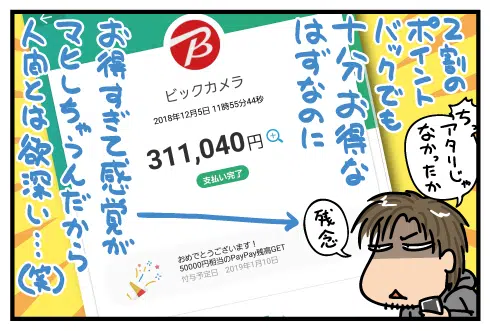 2割の
ポイント
バックでも
十分お得な
はずなのに
ちっ
アタリじゃ
なかったか
B
ビックカメラ
2018年12月5日 11時55分44秒
311,040円
支払い完了
おめでとうございます!
50000円相当のPayPay残高GET
付与予定日 2019年1月10日
お得すぎて感覚が
マヒしちゃうんだから
人間とは欲深い…(笑)
残念